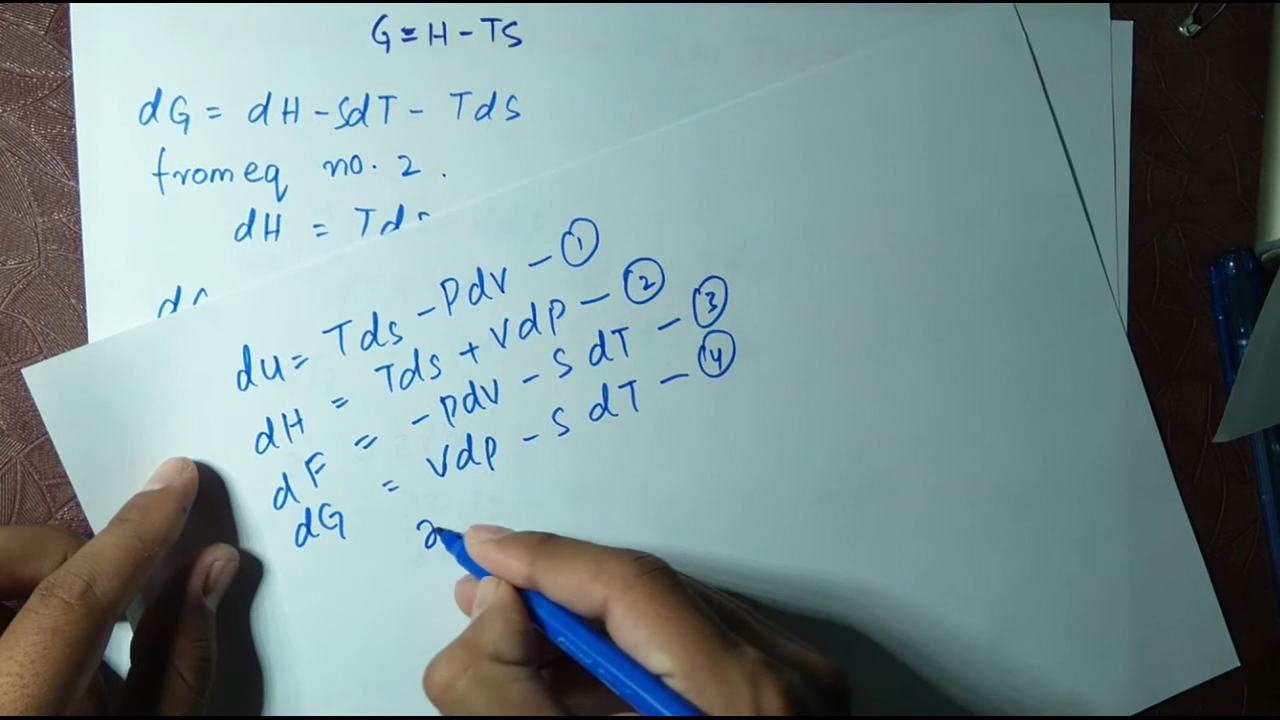 G = H - TS
dG = dH - SdT - TdS
from eq no. 2.
dH = Td
du = Tds - Pdv - ①
dH = Tds + Vdp - ②
dF = - pdv - S dT - ③
dG = Vdp - S dT - ④